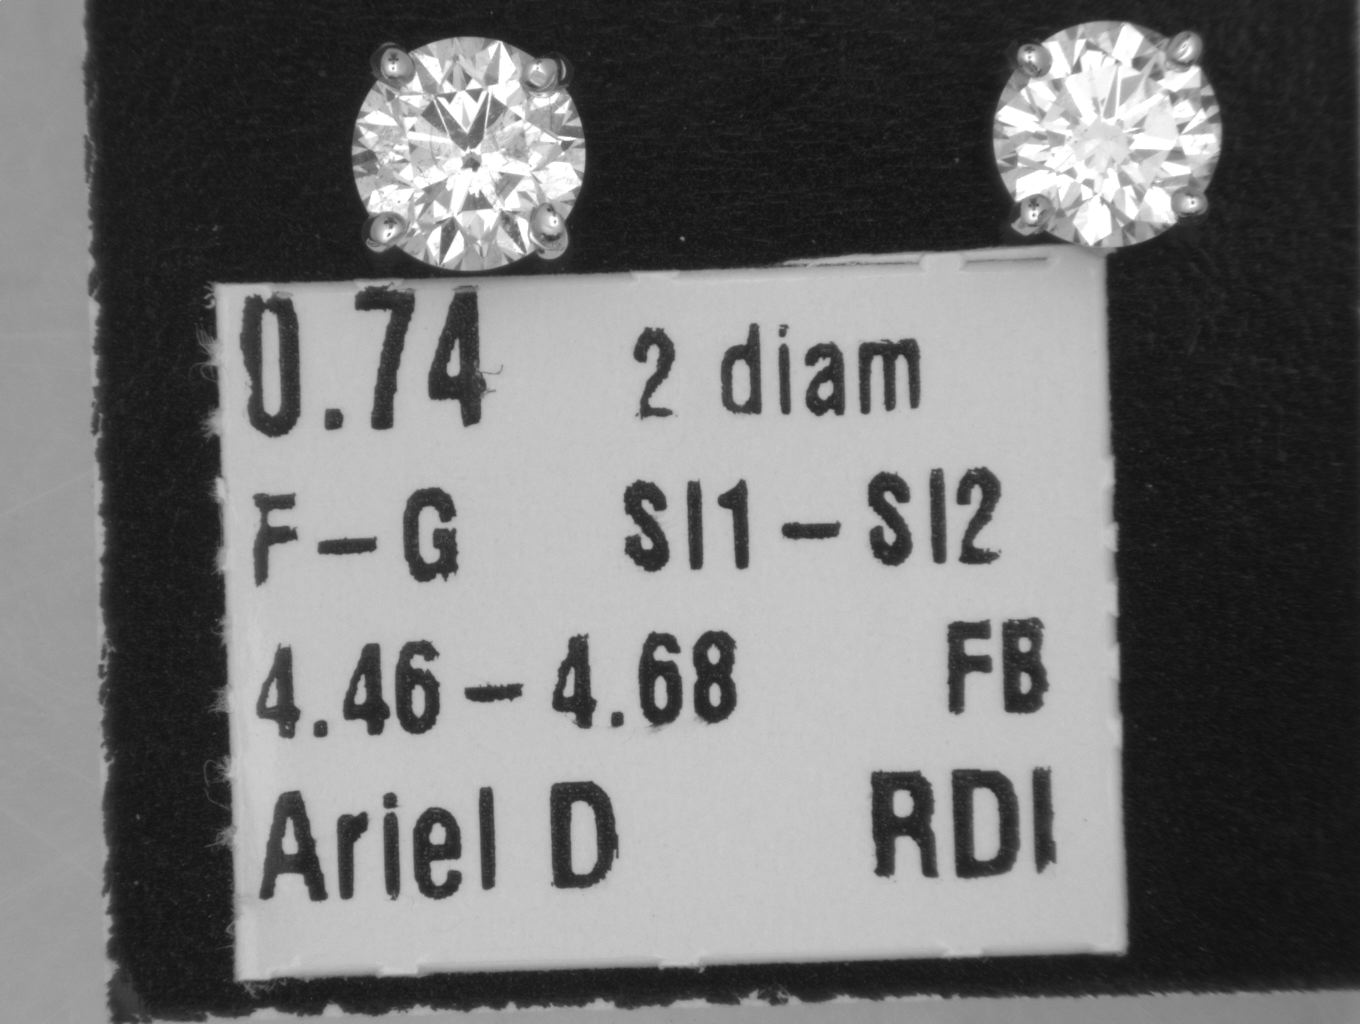 0.74 2 diam
F-G SI1-SI2
4.46-4.68 FB
Ariel D RDI